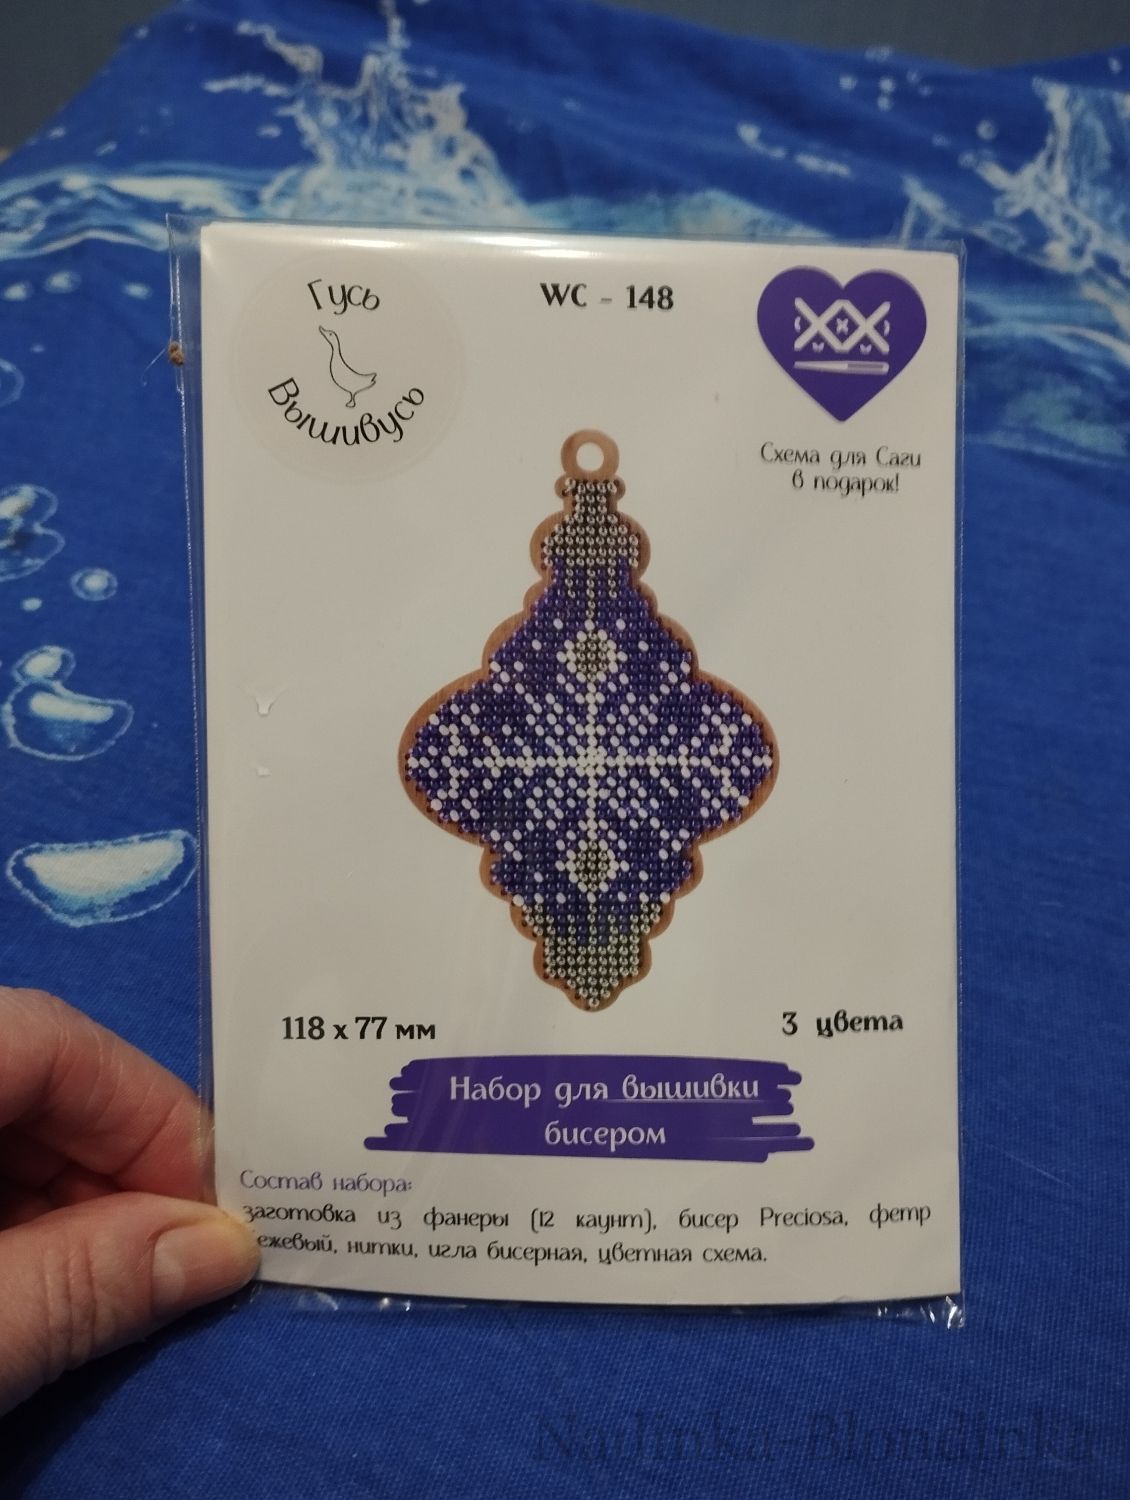 Гусь
Вышивусь
WC - 148
Схема для Саги
в подарок!
118 x 77 мм
3 цвета
Набор для вышивки
бисером
Состав набора:
заготовка из фанеры (12 каунт), бисер Preciosa, фетр
ежевый, нитки, игла бисерная, цветная схема.
Nadinka-Blondinka